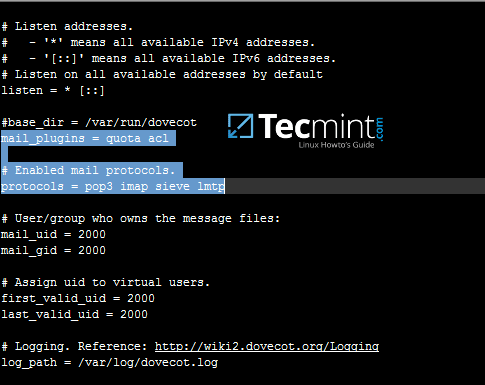 # Listen addresses.
#   - '*' means all available IPv4 addresses.
#   - '[::]' means all available IPv6 addresses.
# Listen on all available addresses by default
listen = * [::]
#base_dir = /var/run/dovecot
mail_plugins = quota acl
Tecmint.com
Linux Howto's Guide
# Enabled mail protocols.
protocols = pop3 imap sieve lmtp
# User/group who owns the message files:
mail_uid = 2000
mail_gid = 2000
# Assign uid to virtual users.
first_valid_uid = 2000
last_valid_uid = 2000
# Logging. Reference: http://wiki2.dovecot.org/Logging
log_path = /var/log/dovecot.log